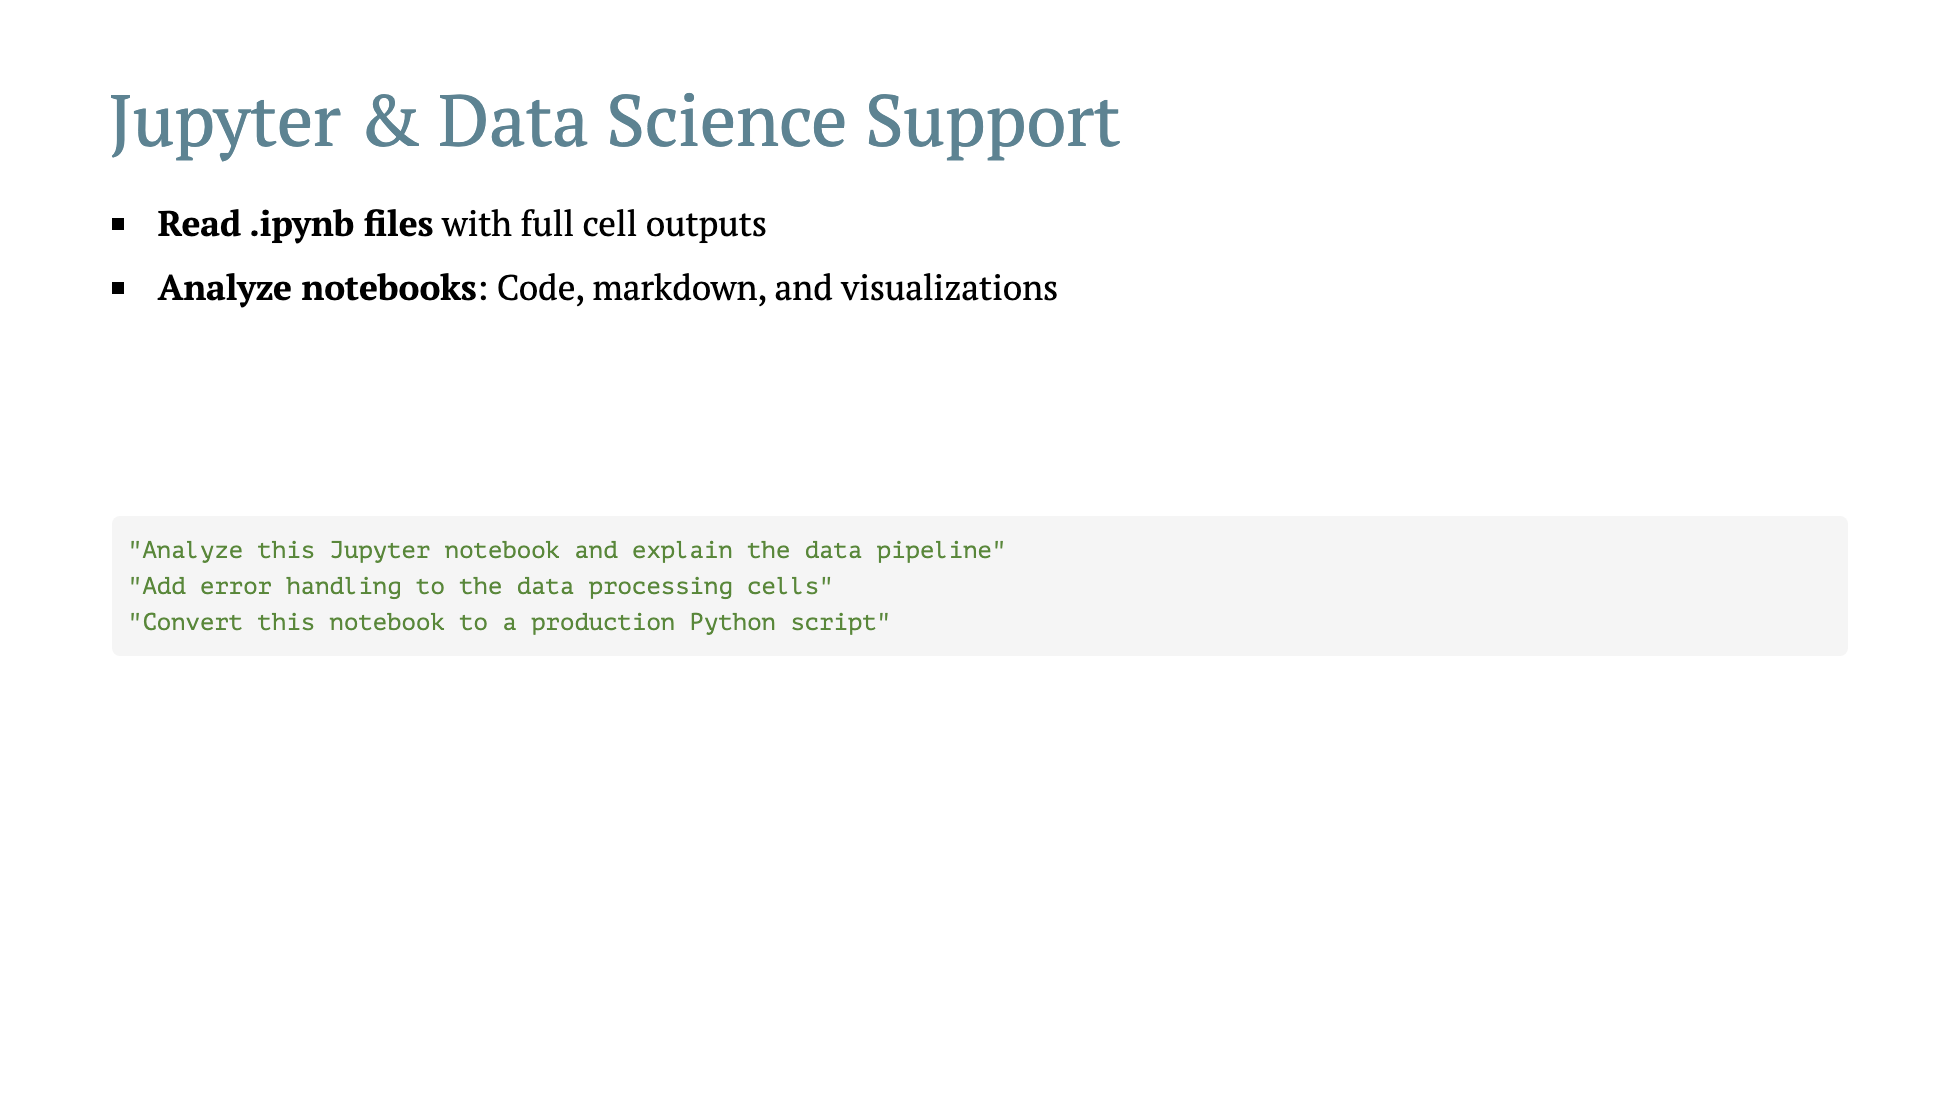 Jupyter & Data Science Support
▪ Read .ipynb files with full cell outputs
▪ Analyze notebooks: Code, markdown, and visualizations
"Analyze this Jupyter notebook and explain the data pipeline"
"Add error handling to the data processing cells"
"Convert this notebook to a production Python script"